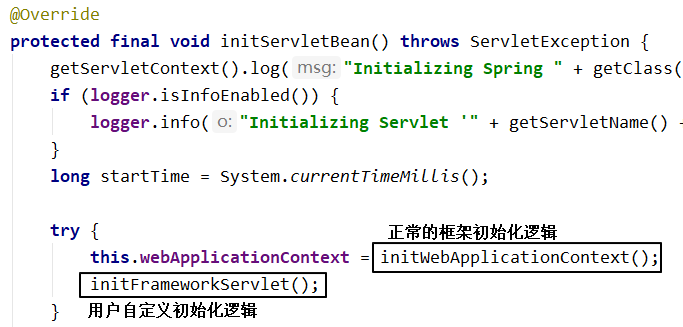 @Override
protected final void initServletBean() throws ServletException {
getServletContext().log( msg: "Initializing Spring " + getClass(
if (logger.isInfoEnabled()) {
logger.info( o: "Initializing Servlet '" + getServletName() +
}
long startTime = System.currentTimeMillis();
正常的框架初始化逻辑
try {
this.webApplicationContext = initWebApplicationContext();
initFrameworkServlet();
} 用户自定义初始化逻辑